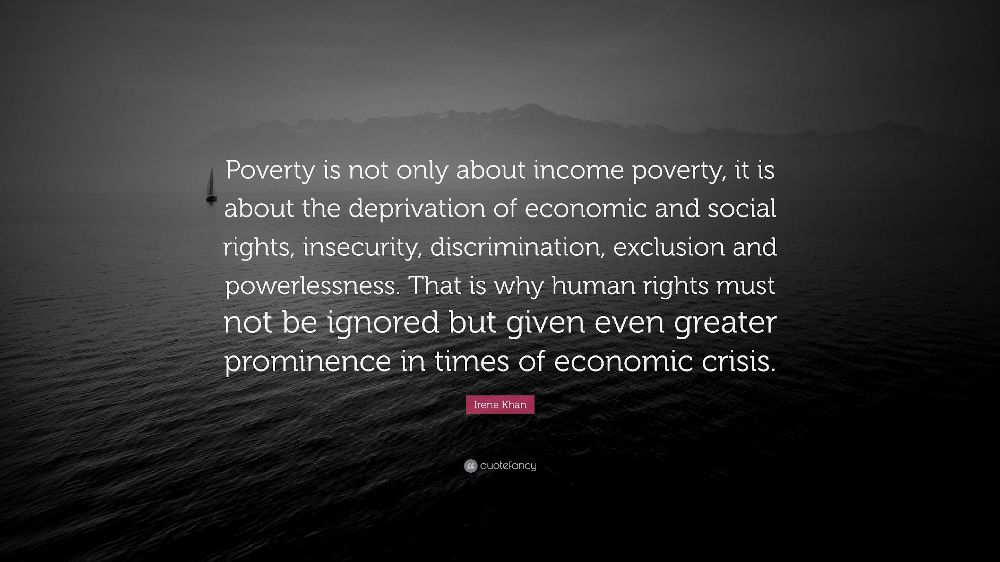 Poverty is not only about income poverty, it is
about the deprivation of economic and social
rights, insecurity, discrimination, exclusion and
powerlessness. That is why human rights must
not be ignored but given even greater
prominence in times of economic crisis.
Irene Khan
quotefancy